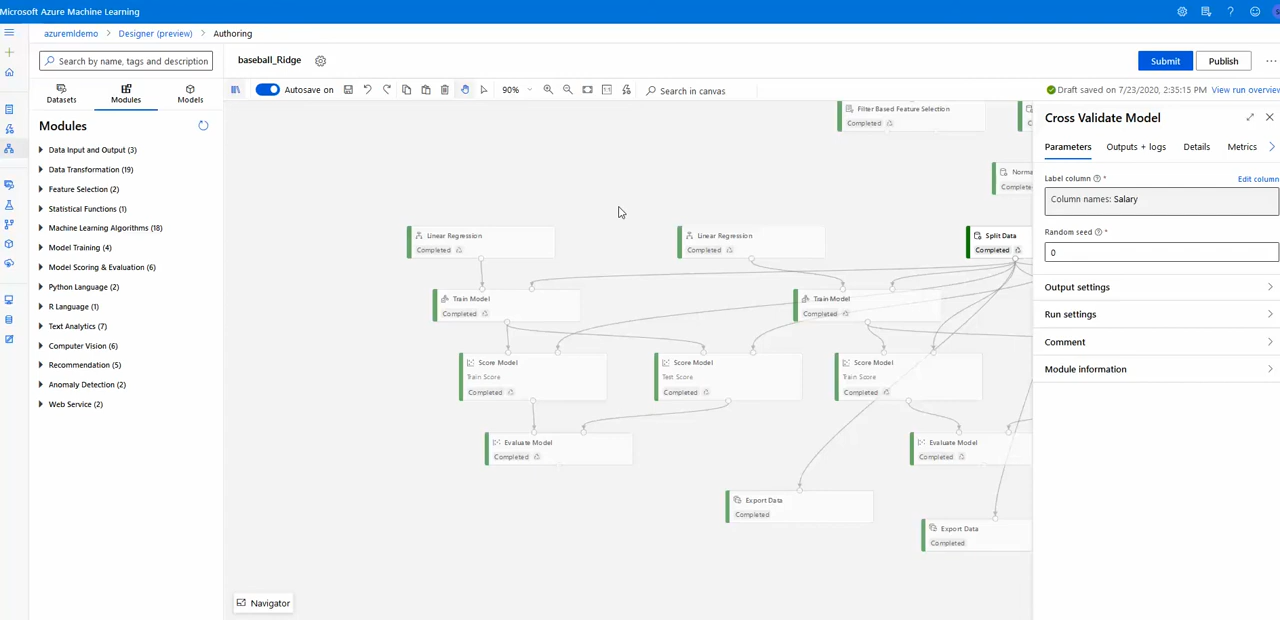 Microsoft Azure Machine Learning
azuremldemo > Designer (preview) > Authoring
Search by name, tags and description
Datasets
Modules
Models
Modules
Data Input and Output (3)
Data Transformation (19)
Feature Selection (2)
Statistical Functions (1)
Machine Learning Algorithms (18)
Model Training (4)
Model Scoring & Evaluation (6)
Python Language (2)
R Language (1)
Text Analytics (7)
Computer Vision (6)
Recommendation (5)
Anomaly Detection (2)
Web Service (2)
baseball_Ridge
Submit
Publish
Autosave on
90%
Search in canvas
Draft saved on 7/23/2020, 2:35:15 PM View run overview
Filter Based Feature Selection
Completed
Completed
Linear Regression
Completed
Linear Regression
Completed
Split Data
Completed
Train Model
Completed
Train Model
Completed
Score Model
Train Score
Completed
Score Model
Test Score
Completed
Score Model
Train Score
Completed
Evaluate Model
Completed
Evaluate Model
Completed
Export Data
Completed
Export Data
Completed
Navigator
Cross Validate Model
Parameters
Outputs + logs
Details
Metrics
Label column *
Edit column
Column names: Salary
Random seed *
0
Output settings
Run settings
Comment
Module information